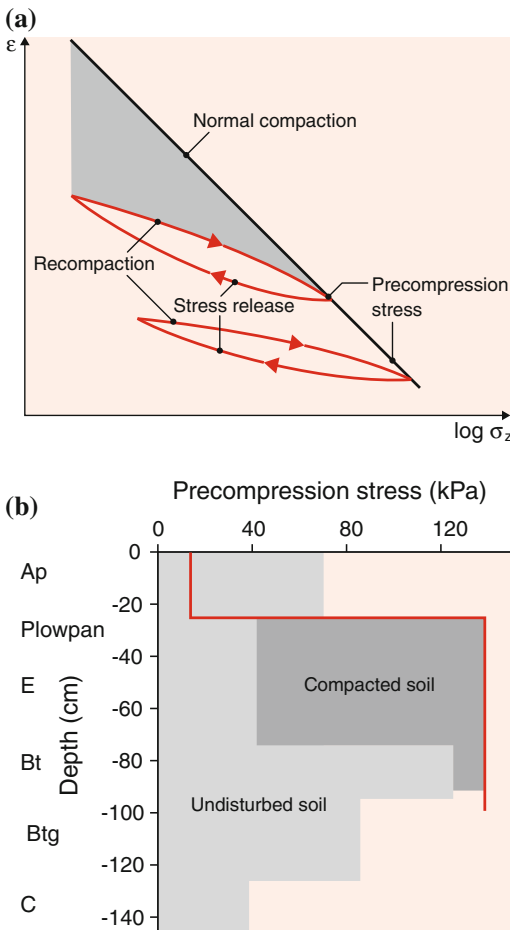 (a)
ε
Normal compaction
Recompaction
Stress release
Precompression
stress
log σz
(b)
Precompression stress (kPa)
0 40 80 120
Depth (cm)
0
-20
-40
-60
-80
-100
-120
-140
Ap
Plowpan
E
Bt
Btg
C
Compacted soil
Undisturbed soil